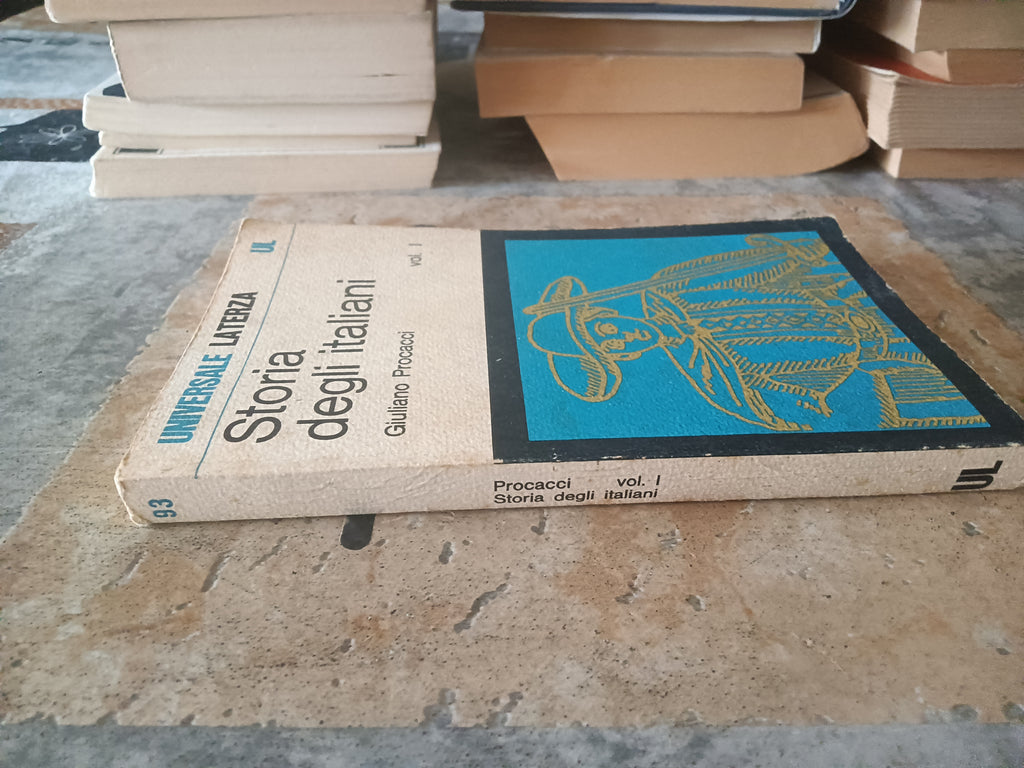 UNIVERSALE LATERZA UL
Storia
degli italiani
Giuliano Procacci vol. I
93
Procacci vol. I
Storia degli italiani
UL